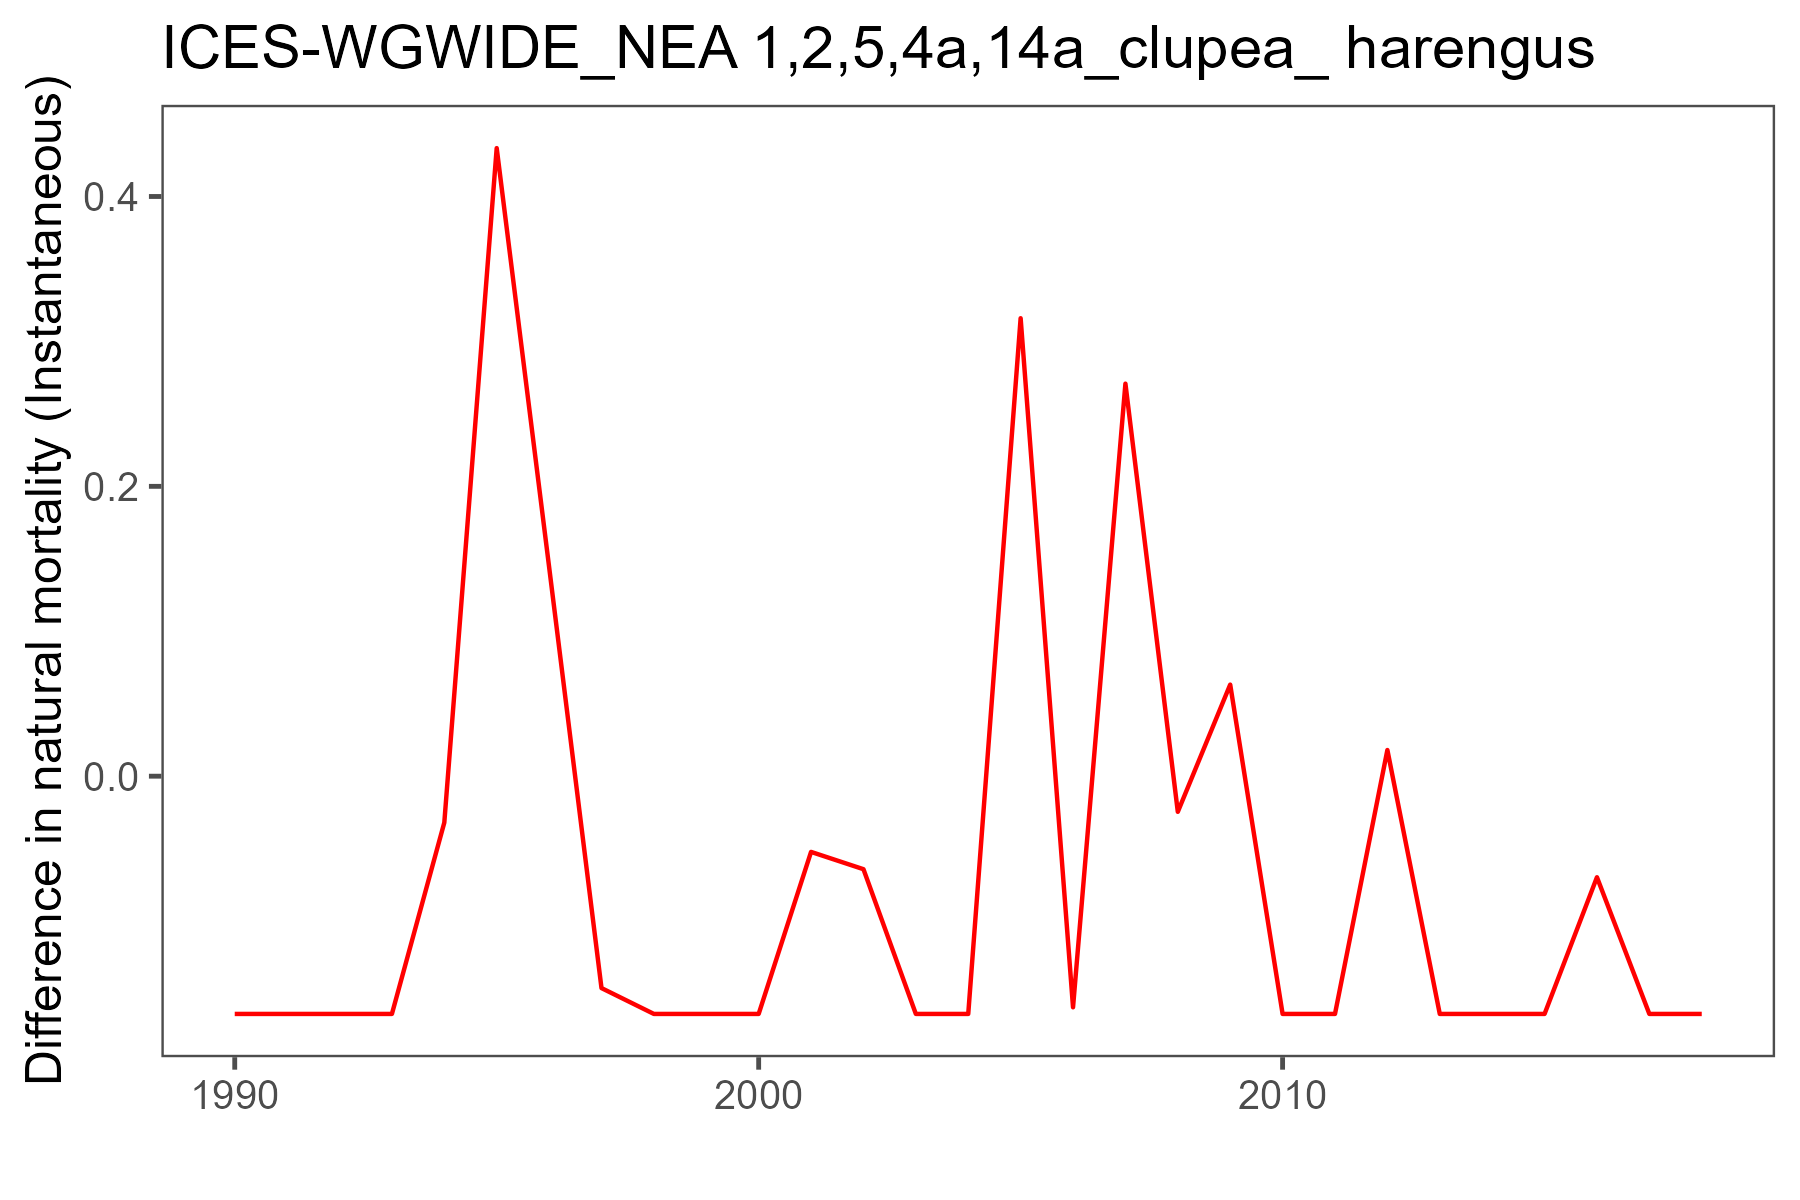 ICES-WGWIDE_NEA 1,2,5,4a,14a_clupea_ harengus
Difference in natural mortality (Instantaneous)
0.4
0.2
0.0
1990 2000 2010